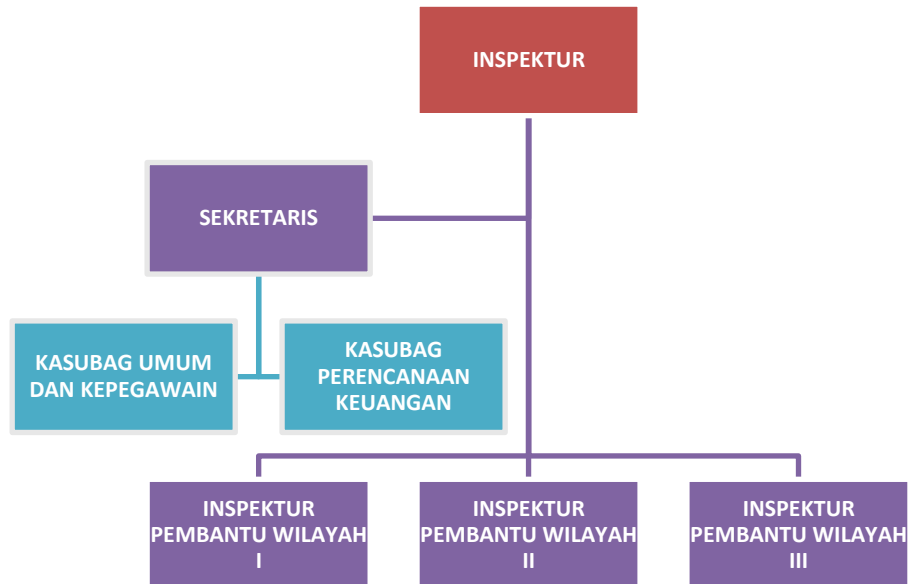 INSPEKTUR
SEKRETARIS
KASUBAG UMUM
DAN KEPEGAWAIN
KASUBAG
PERENCANAAN
KEUANGAN
INSPEKTUR
PEMBANTU WILAYAH
I
INSPEKTUR
PEMBANTU WILAYAH
II
INSPEKTUR
PEMBANTU WILAYAH
III